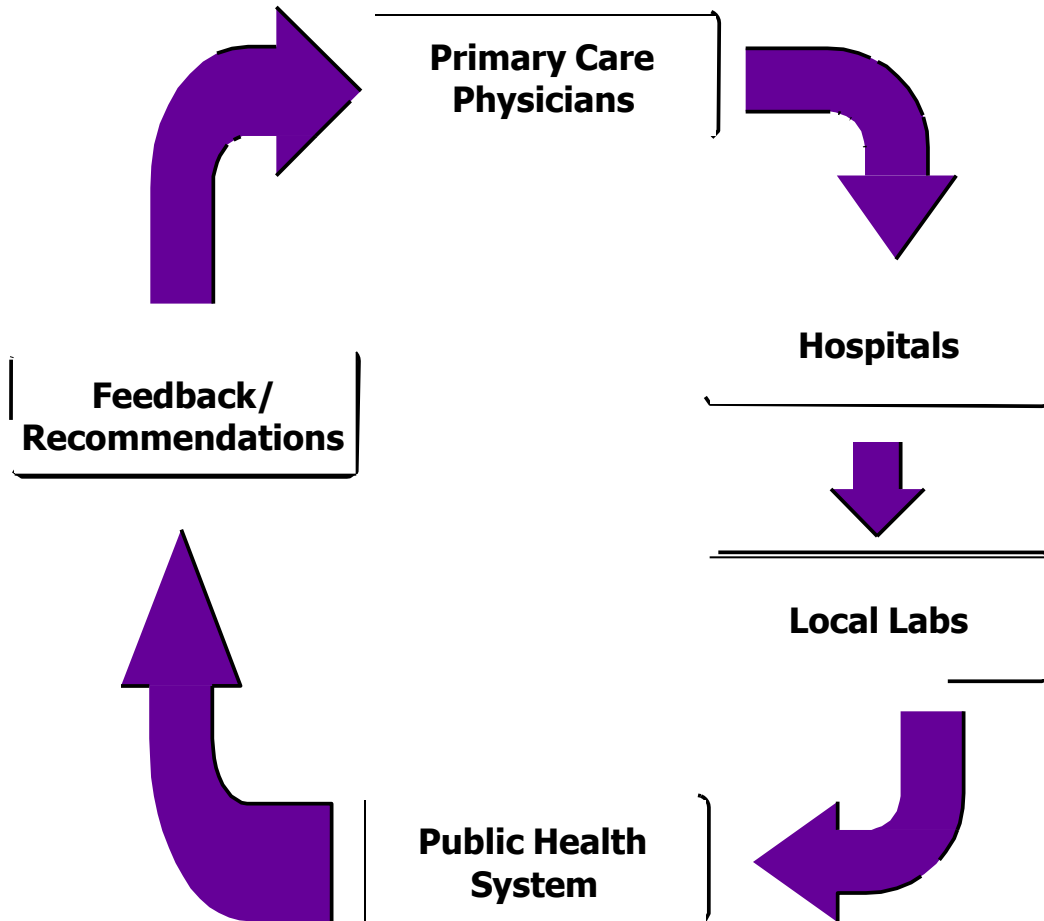 Primary Care
Physicians
Hospitals
Feedback/
Recommendations
Local Labs
Public Health
System